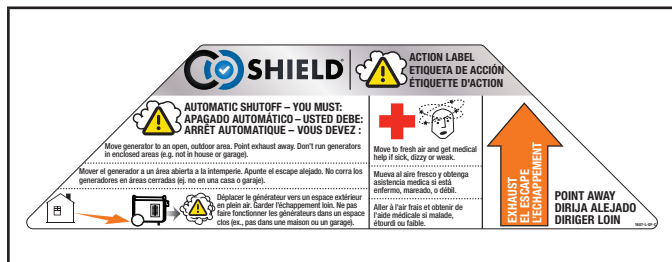 CO SHIELD®
ACTION LABEL
ETIQUETA DE ACCIÓN
ÉTIQUETTE D'ACTION
AUTOMATIC SHUTOFF – YOU MUST:
APAGADO AUTOMÁTICO – USTED DEBE:
ARRÊT AUTOMATIQUE – VOUS DEVEZ :
Move generator to an open, outdoor area. Point exhaust away. Don't run generators
in enclosed areas (e.g. not in house or garage).
Mover el generador a un área abierta a la intemperie. Apunte el escape alejado. No corra los
generadores en áreas cerradas (ej. no en una casa o garaje).
Déplacer le générateur vers un espace extérieur
en plein air. Garder l'échappement loin. Ne pas
faire fonctionner les générateurs dans un espace
clos (ex., pas dans une maison ou un garage).
Move to fresh air and get medical
help if sick, dizzy or weak.
Mueva al aire fresco y obtenga
asistencia medica si está
enfermo, mareado, o débil.
Aller à l'air frais et obtenir de
l'aide médicale si malade,
étourdi ou faible.
EXHAUST
EL ESCAPE
L'ECHAPPEMENT
POINT AWAY
DIRIJA ALEJADO
DIRIGER LOIN